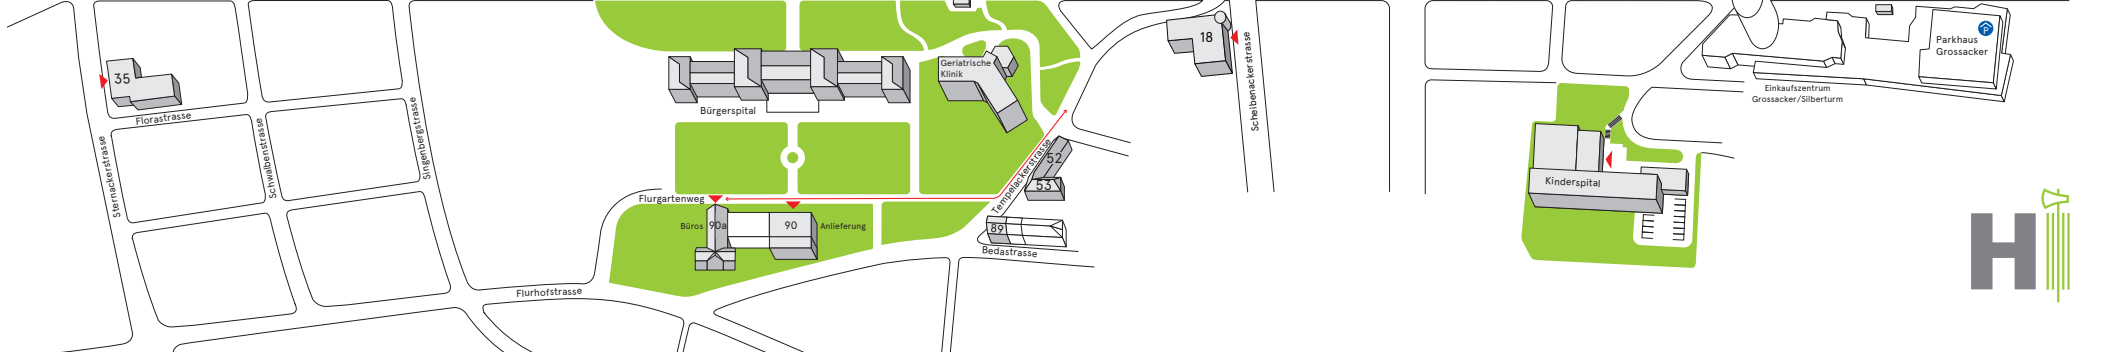 35
Florastrasse
Sternackerstrasse
Schwalbenstrasse
Singenbergstrasse
Bürgerspital
Geriatrische
Klinik
18
Scheibenackerstrasse
Parkhaus
Grossacker
P
Einkaufszentrum
Grossacker/Silberturm
52
53
Tempelackerstrasse
Flurgartenweg
Büros
90a
90
Anlieferung
89
Bedastrasse
Flurhofstrasse
Kinderspital
H